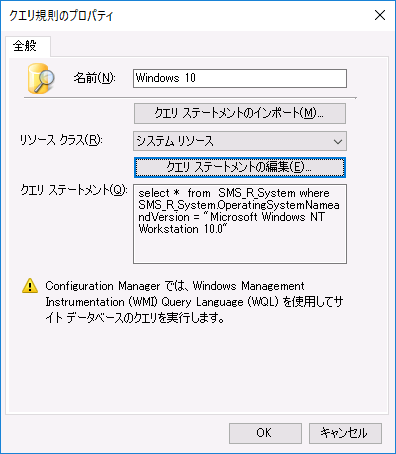 クエリ規則のプロパティ
全般
名前(N):
Windows 10
クエリ ステートメントのインポート(M)...
リソース クラス(R):
システム リソース
クエリ ステートメントの編集(E)...
クエリ ステートメント(Q):
select * from SMS_R_System where
SMS_R_System.OperatingSystemNamea
ndVersion = "Microsoft Windows NT
Workstation 10.0"
Configuration Manager では、Windows Management
Instrumentation (WMI) Query Language (WQL) を使用してサ
イト データベースのクエリを実行します。
OK
キャンセル